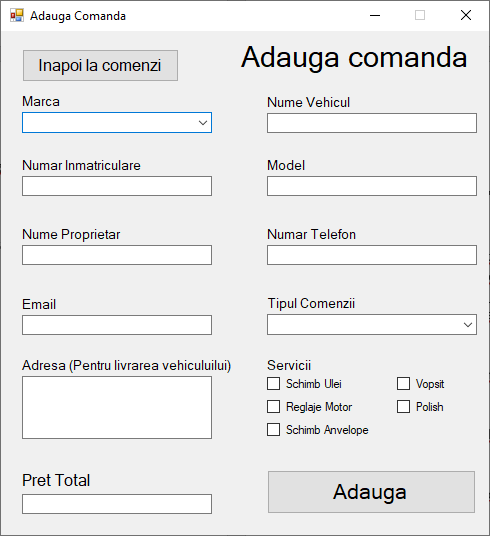 Adauga Comanda
Inapoi la comenzi
Adauga comanda
Marca
Nume Vehicul
Numar Inmatriculare
Model
Nume Proprietar
Numar Telefon
Email
Tipul Comenzii
Adresa (Pentru livrarea vehiculuilui)
Servicii
Schimb Ulei
Vopsit
Reglaje Motor
Polish
Schimb Anvelope
Pret Total
Adauga